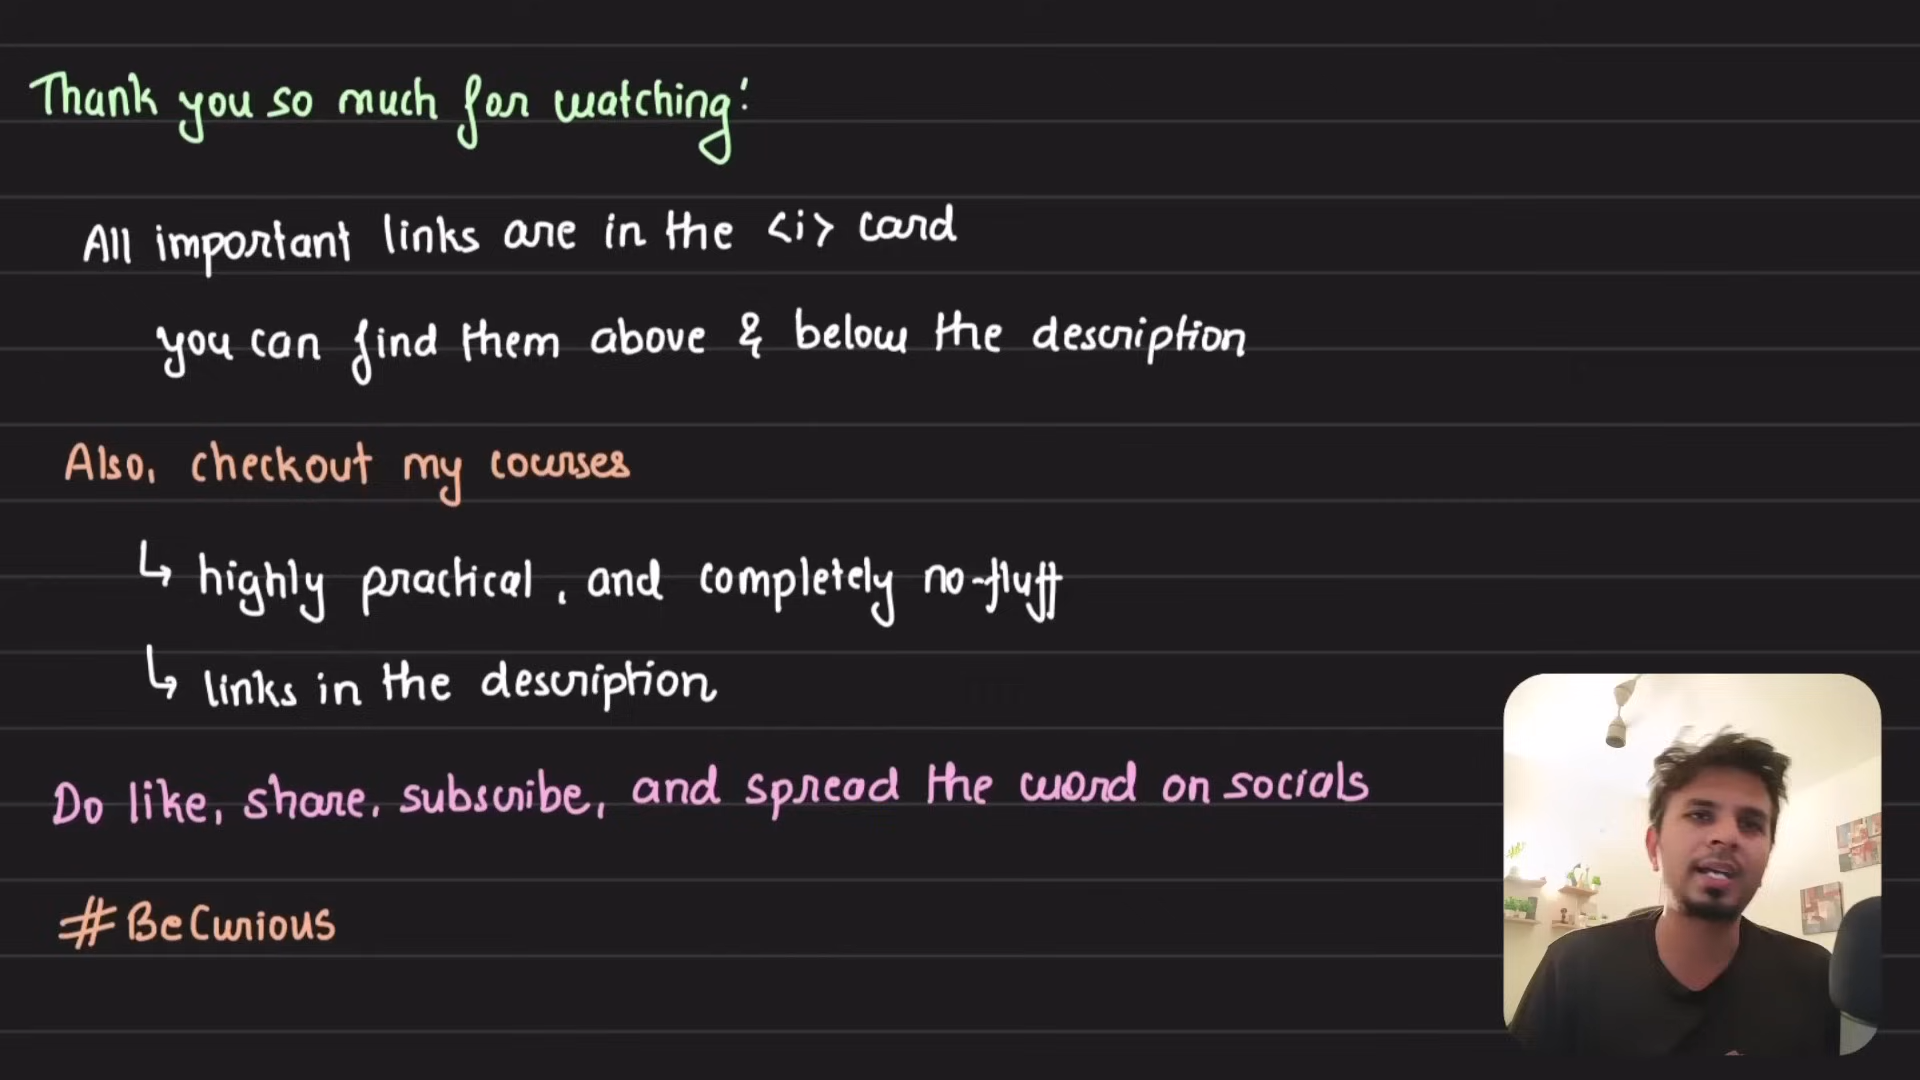 Thank you so much for watching!
All important links are in the <i> card
you can find them above & below the description
Also, checkout my courses
↳ highly practical, and completely no-fluff
↳ links in the description
Do like, share, subscribe, and spread the word on socials
#BeCurious